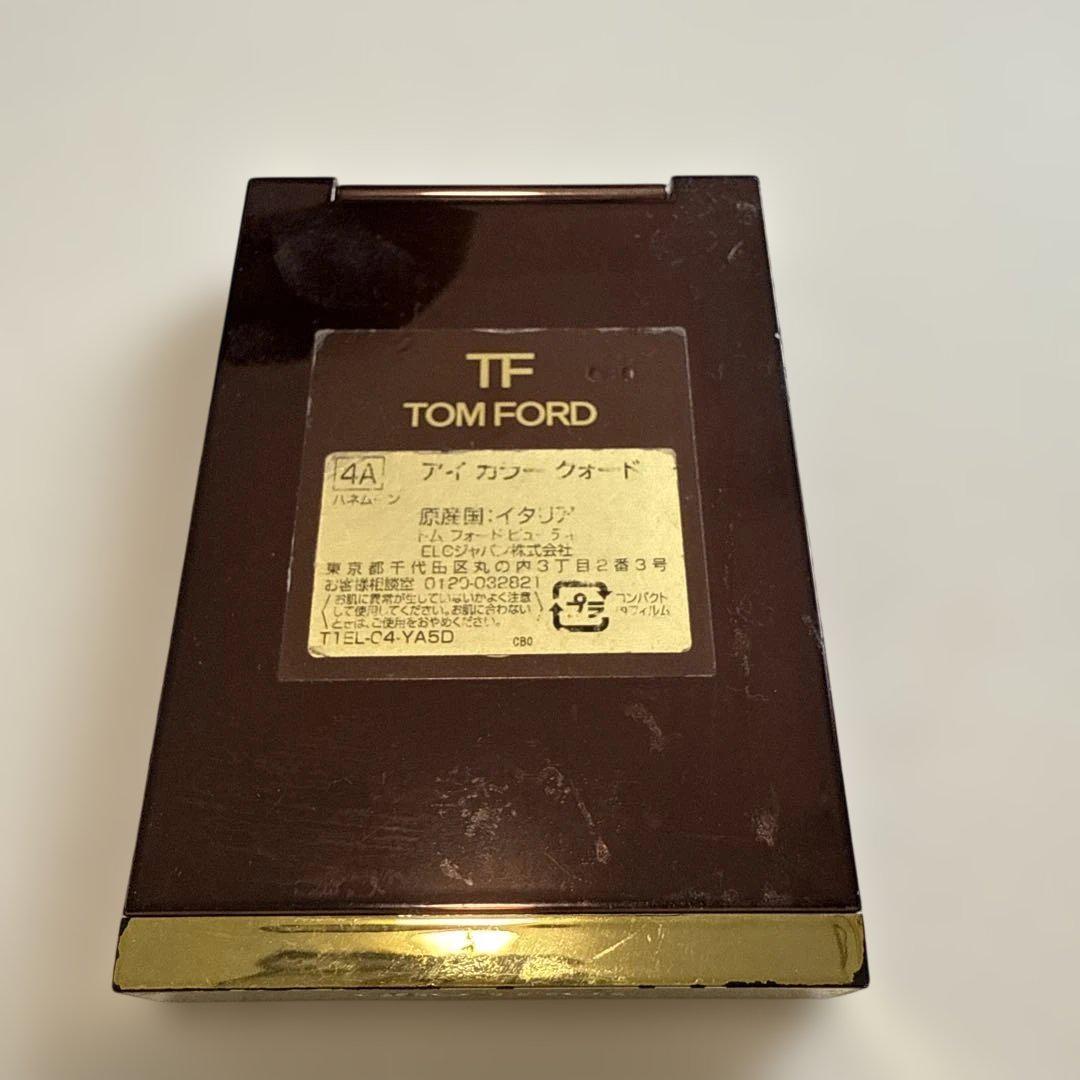 TF
TOM FORD
4A アイ カラー クォード
ハネムーン
原産国:イタリア
トム フォード ビューティ
ELCジャパン株式会社
東京都千代田区丸の内3丁目2番3号
お客様相談室 0120-032821
お肌に異常が生じていないかよく注意
して使用してください。お肌に合わない
ときは、ご使用をおやめください。
プラ
コンパクト
フィルム
T1EL-04-YA5D
CB0